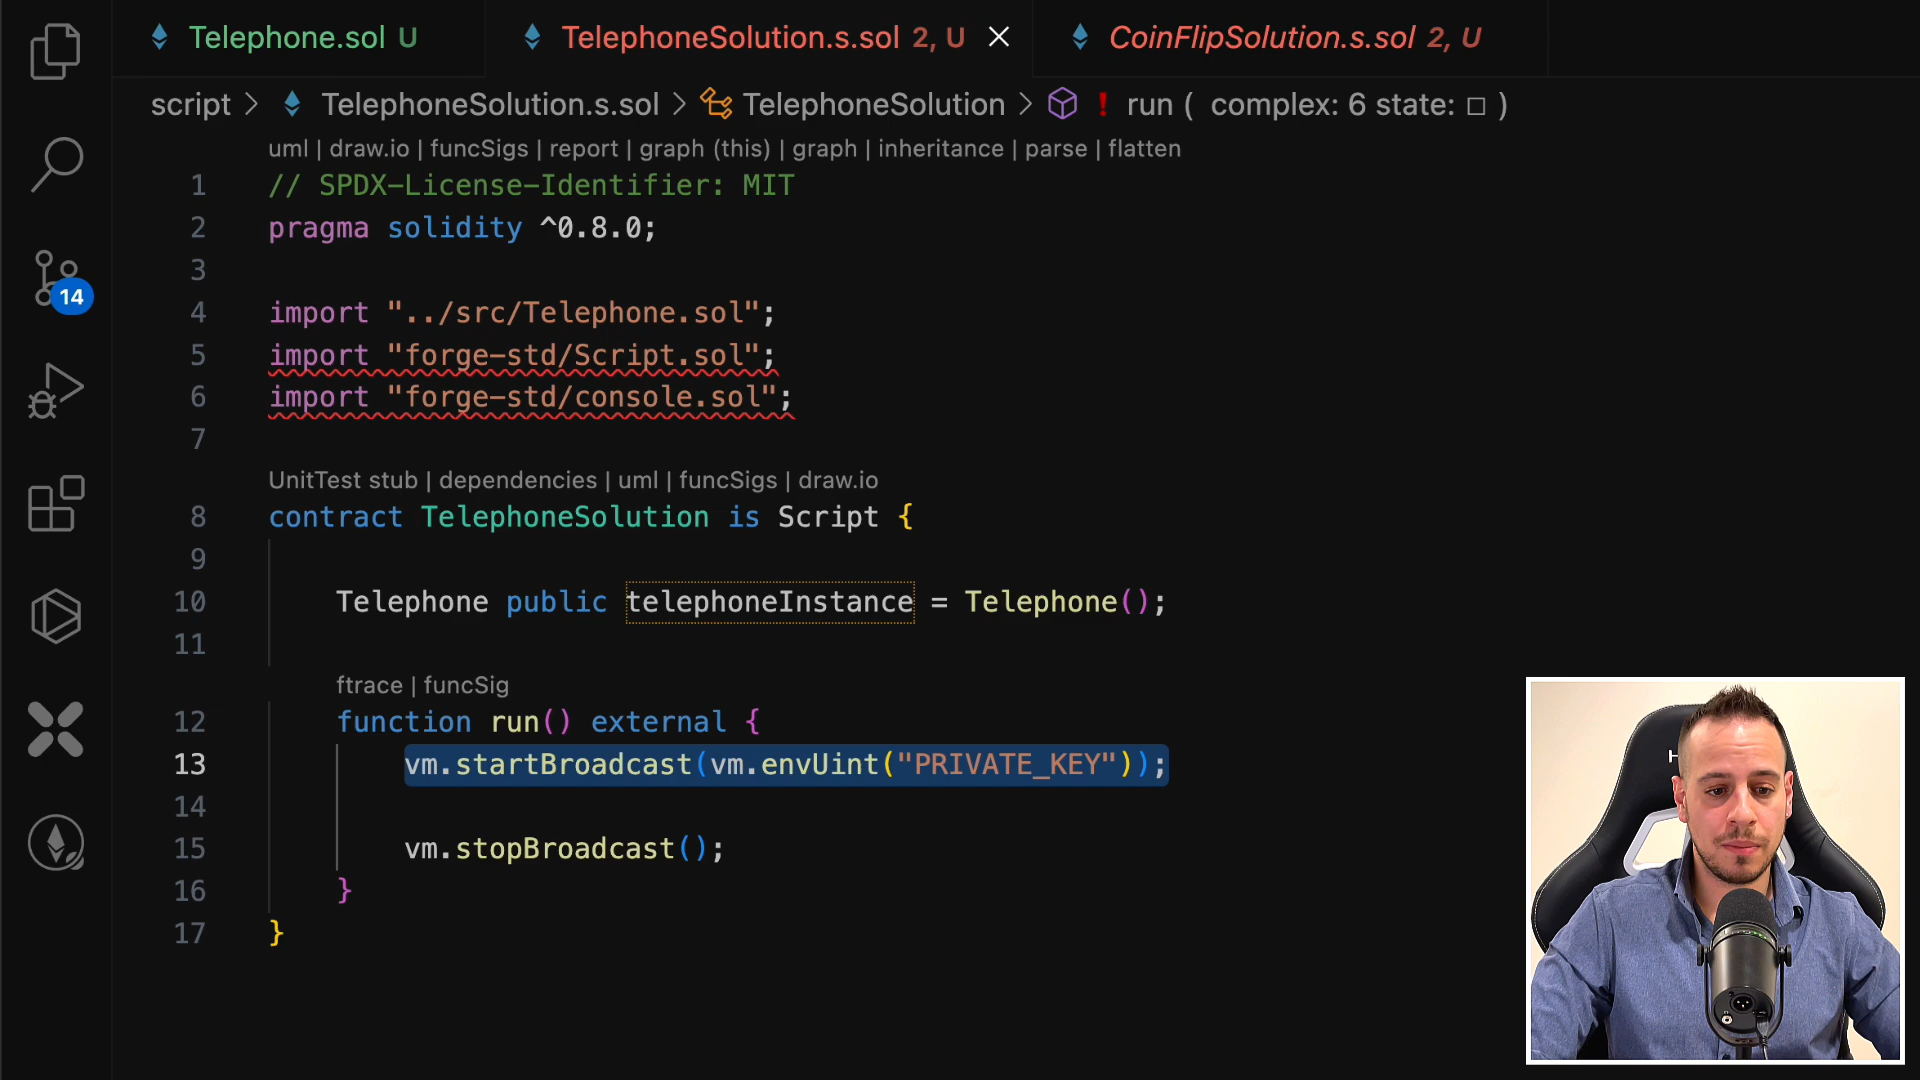 Telephone.sol U
TelephoneSolution.s.sol 2, U
CoinFlipSolution.s.sol 2, U
script > TelephoneSolution.s.sol > TelephoneSolution > ! run ( complex: 6 state: □ )
uml | draw.io | funcSigs | report | graph (this) | graph | inheritance | parse | flatten
1 // SPDX-License-Identifier: MIT
2 pragma solidity ^0.8.0;
3
4 import "../src/Telephone.sol";
5 import "forge-std/Script.sol";
6 import "forge-std/console.sol";
7
UnitTest stub | dependencies | uml | funcSigs | draw.io
8 contract TelephoneSolution is Script {
9
10 Telephone public telephoneInstance = Telephone();
11
ftrace | funcSig
12 function run() external {
13 vm.startBroadcast(vm.envUint("PRIVATE_KEY"));
14
15 vm.stopBroadcast();
16 }
17 }
14